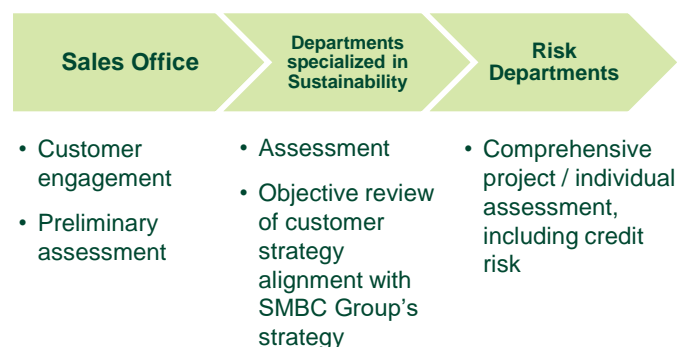 Sales Office
Departments
specialized in
Sustainability
Risk
Departments
• Customer
engagement
• Preliminary
assessment
• Assessment
• Objective review
of customer
strategy
alignment with
SMBC Group's
strategy
• Comprehensive
project / individual
assessment,
including credit
risk